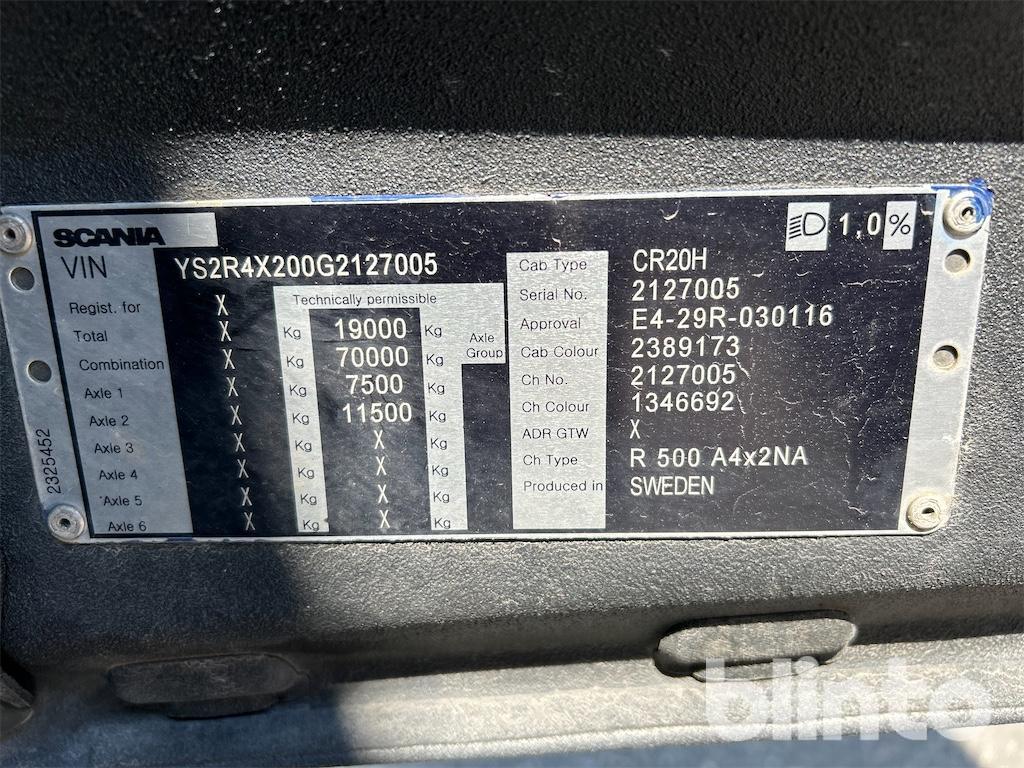 SCANIA 1,0%
VIN YS2R4X200G2127005
Technically permissible
Regist. for X
Total X Kg 19000 Kg
Combination X Kg 70000 Kg Axle Group
Axle 1 X Kg 7500 Kg
Axle 2 X Kg 11500 Kg
Axle 3 X Kg X Kg
Axle 4 X Kg X Kg
Axle 5 X Kg X Kg
Axle 6 X Kg X Kg
Cab Type CR20H
Serial No. 2127005
Approval E4-29R-030116
Cab Colour 2389173
Ch No. 2127005
Ch Colour 1346692
ADR GTW X
Ch Type R 500 A4x2NA
Produced in SWEDEN
2325452
blinto